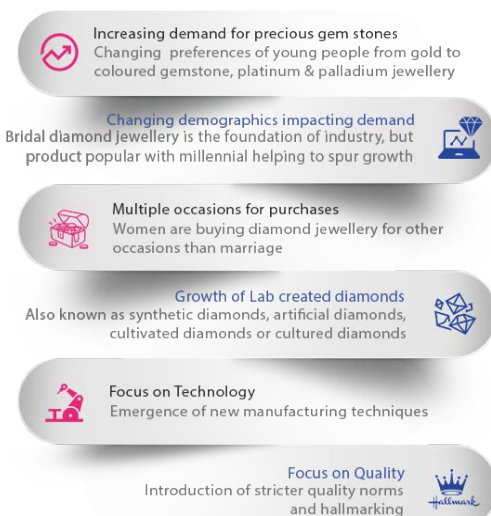 Increasing demand for precious gem stones
Changing preferences of young people from gold to
coloured gemstone, platinum & palladium jewellery
Changing demographics impacting demand
Bridal diamond jewellery is the foundation of industry, but
product popular with millennial helping to spur growth
Multiple occasions for purchases
Women are buying diamond jewellery for other
occasions than marriage
Growth of Lab created diamonds
Also known as synthetic diamonds, artificial diamonds,
cultivated diamonds or cultured diamonds
Focus on Technology
Emergence of new manufacturing techniques
Focus on Quality
Introduction of stricter quality norms
and hallmarking
Hallmark